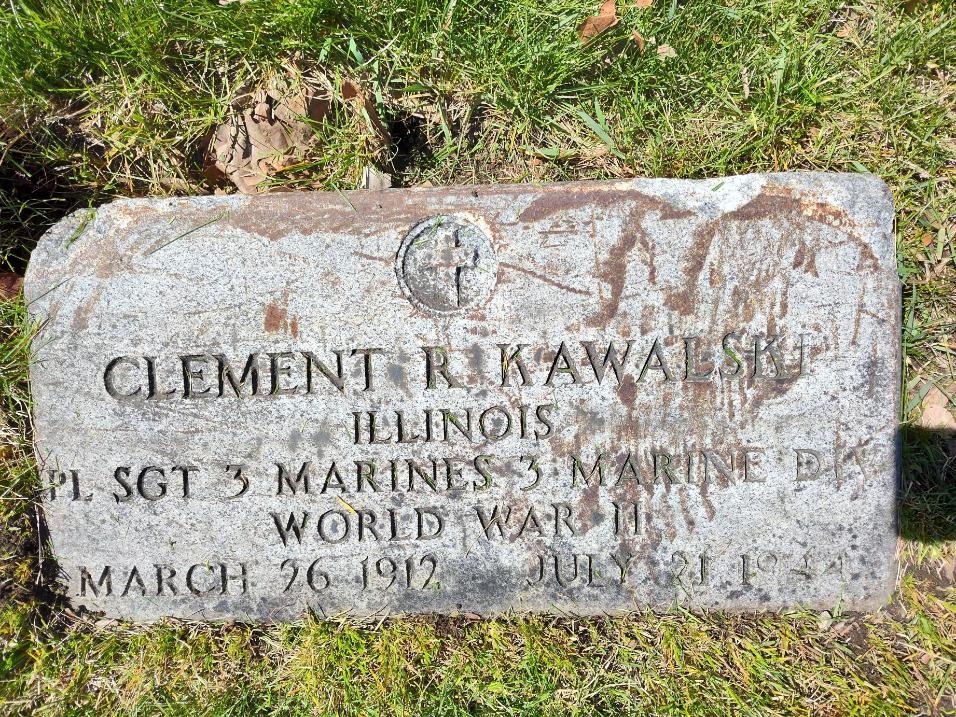 CLEMENT R KAWALSKI
ILLINOIS
PL SGT 3 MARINES 3 MARINE DIV
WORLD WAR II
MARCH 26 1912 JULY 21 1944